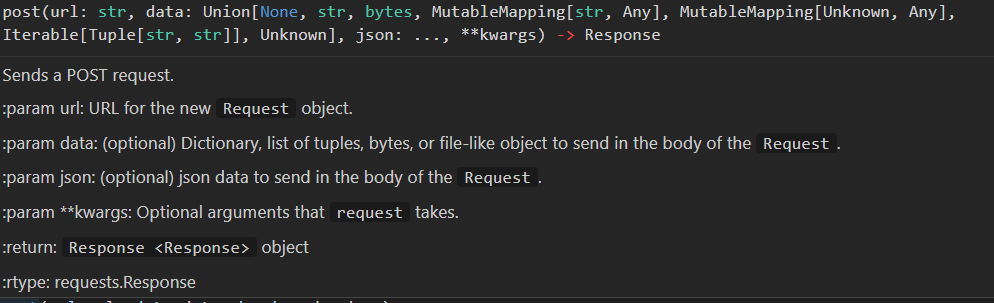 post(url: str, data: Union[None, str, bytes, MutableMapping[str, Any], MutableMapping[Unknown, Any],
Iterable[Tuple[str, str]], Unknown], json: ..., **kwargs) -> Response
Sends a POST request.
:param url: URL for the new Request object.
:param data: (optional) Dictionary, list of tuples, bytes, or file-like object to send in the body of the Request.
:param json: (optional) json data to send in the body of the Request.
:param **kwargs: Optional arguments that request takes.
:return: Response <Response> object
:rtype: requests.Response